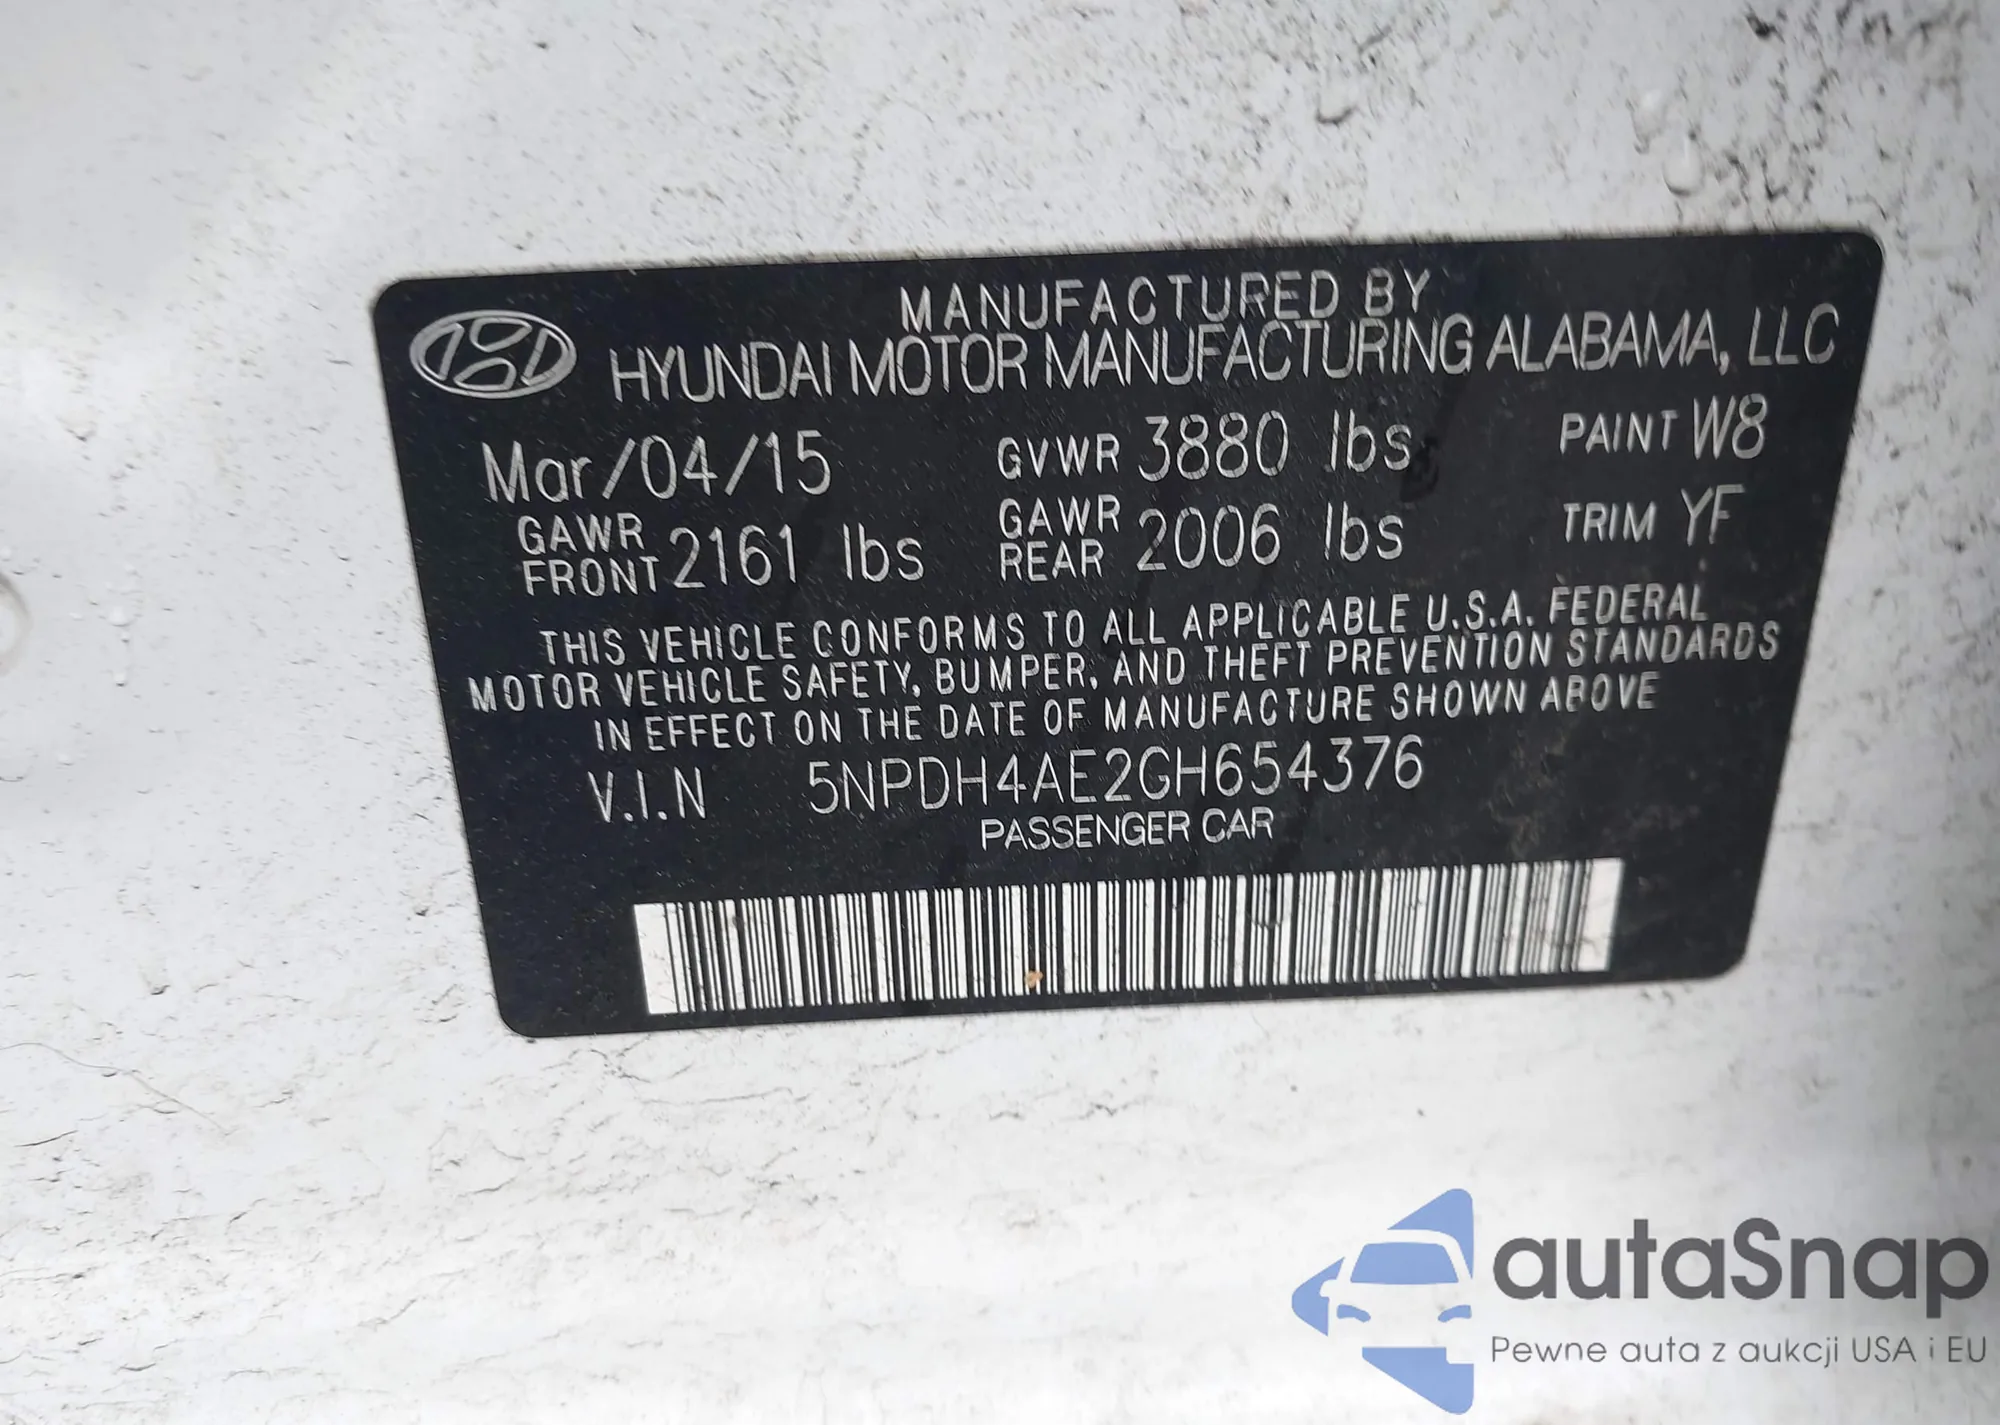 MANUFACTURED BY
HYUNDAI MOTOR MANUFACTURING ALABAMA, LLC
Mar/04/15 GVWR 3880 lbs PAINT W8
GAWR FRONT 2161 lbs GAWR REAR 2006 lbs TRIM YF
THIS VEHICLE CONFORMS TO ALL APPLICABLE U.S.A. FEDERAL
MOTOR VEHICLE SAFETY, BUMPER, AND THEFT PREVENTION STANDARDS
IN EFFECT ON THE DATE OF MANUFACTURE SHOWN ABOVE
V.I.N 5NPDH4AE2GH654376
PASSENGER CAR
autaSnap
Pewne auta z aukcji USA i EU